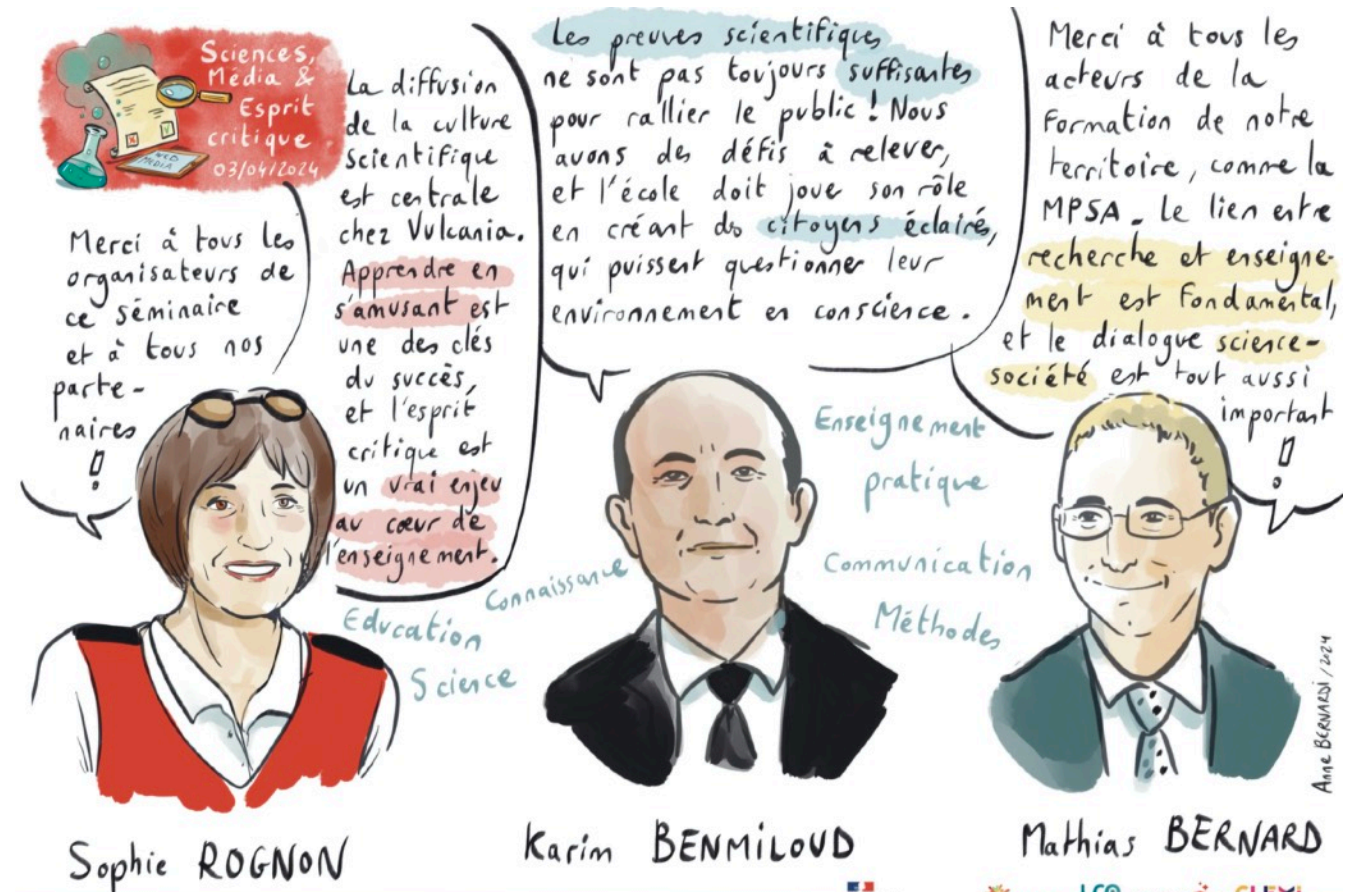 Sciences,
Média &
Esprit
critique
03/04/2024
WEB
MEDIA
Merci à tous les
organisateurs de
ce séminaire
et à tous nos
parte-
naires
!
La diffusion
de la culture
scientifique
est centrale
chez Vulcania.
Apprendre en
s'amusant est
une des clés
du succès,
et l'esprit
critique est
un vrai enjeu
au cœur de
l'enseignement.
Les preuves scientifiques
ne sont pas toujours suffisantes
pour rallier le public ! Nous
avons des défis à relever,
et l'école doit joue son rôle
en créant des citoyens éclairés,
qui puissent questionner leur
environnement en conscience.
Merci à tous les
acteurs de la
formation de notre
territoire, comme la
MPSA. Le lien entre
recherche et enseigne-
ment est fondamental,
et le dialogue science-
société est tout aussi
important
!
Education
Science
Connaissance
Enseignement
pratique
Communication
Méthodes
Anne BERNARDI / 2024
Sophie ROGNON
Karim BENMILOUD
Mathias BERNARD